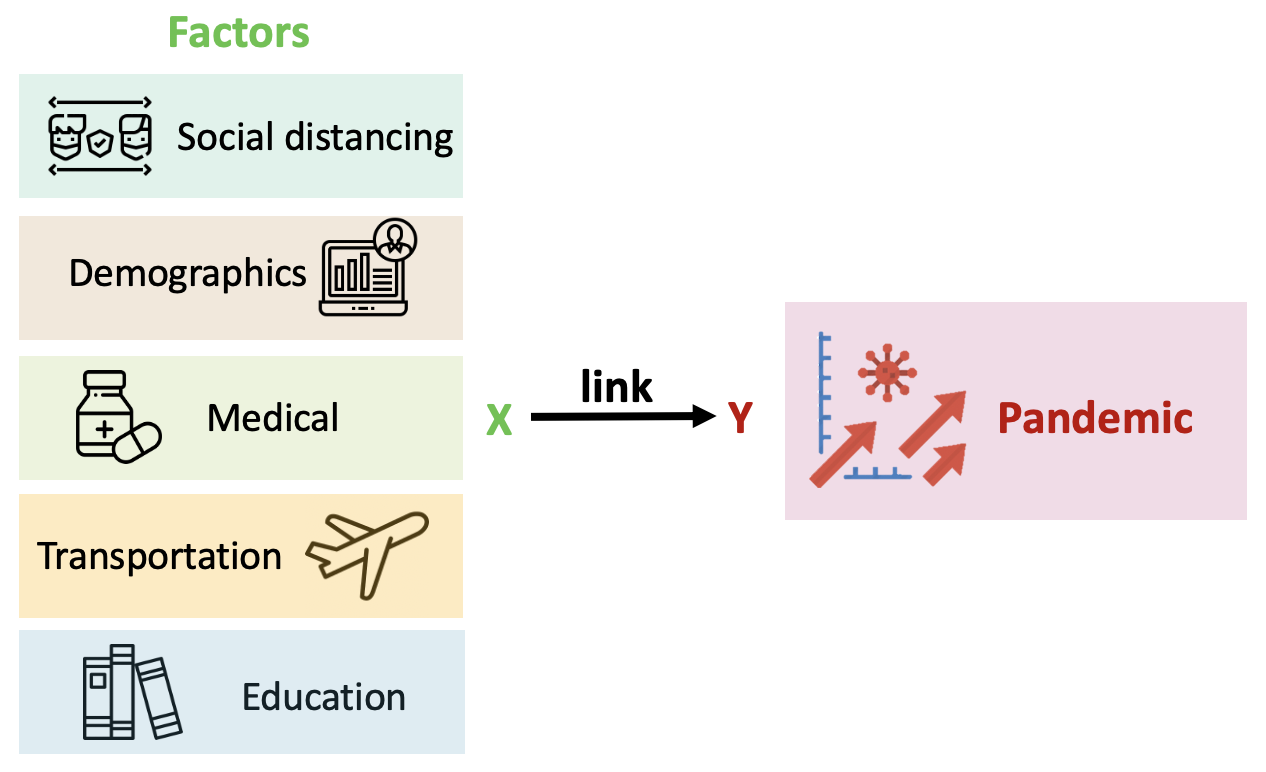 Factors
Social distancing
Demographics
Medical
Transportation
Education
X
link
Y
Pandemic